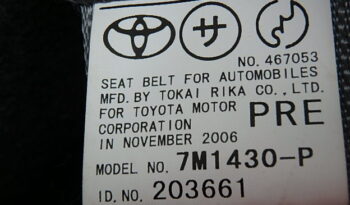 サ
NO. 467053
SEAT BELT FOR AUTOMOBILES
MFD. BY TOKAI RIKA CO., LTD.
FOR TOYOTA MOTOR
CORPORATION PRE
IN NOVEMBER 2006
MODEL NO. 7M1430-P
ID. NO. 203661